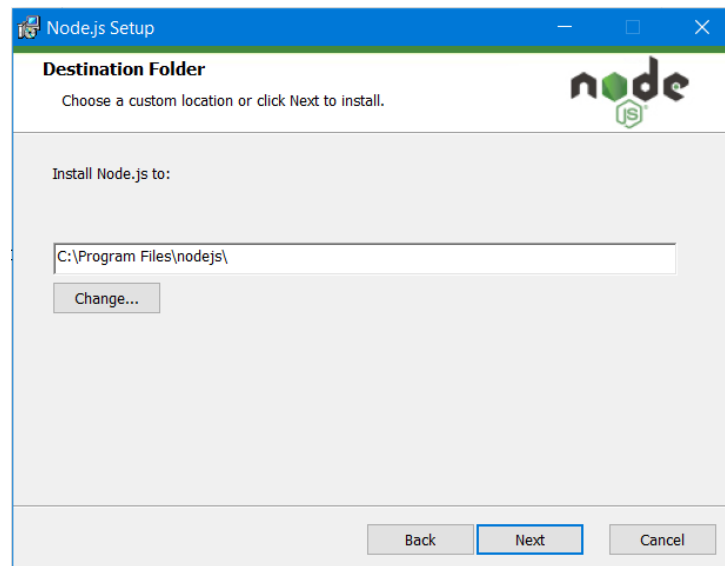 Node.js Setup
Destination Folder
Choose a custom location or click Next to install.
node
JS
Install Node.js to:
C:\Program Files\nodejs\
Change...
Back
Next
Cancel